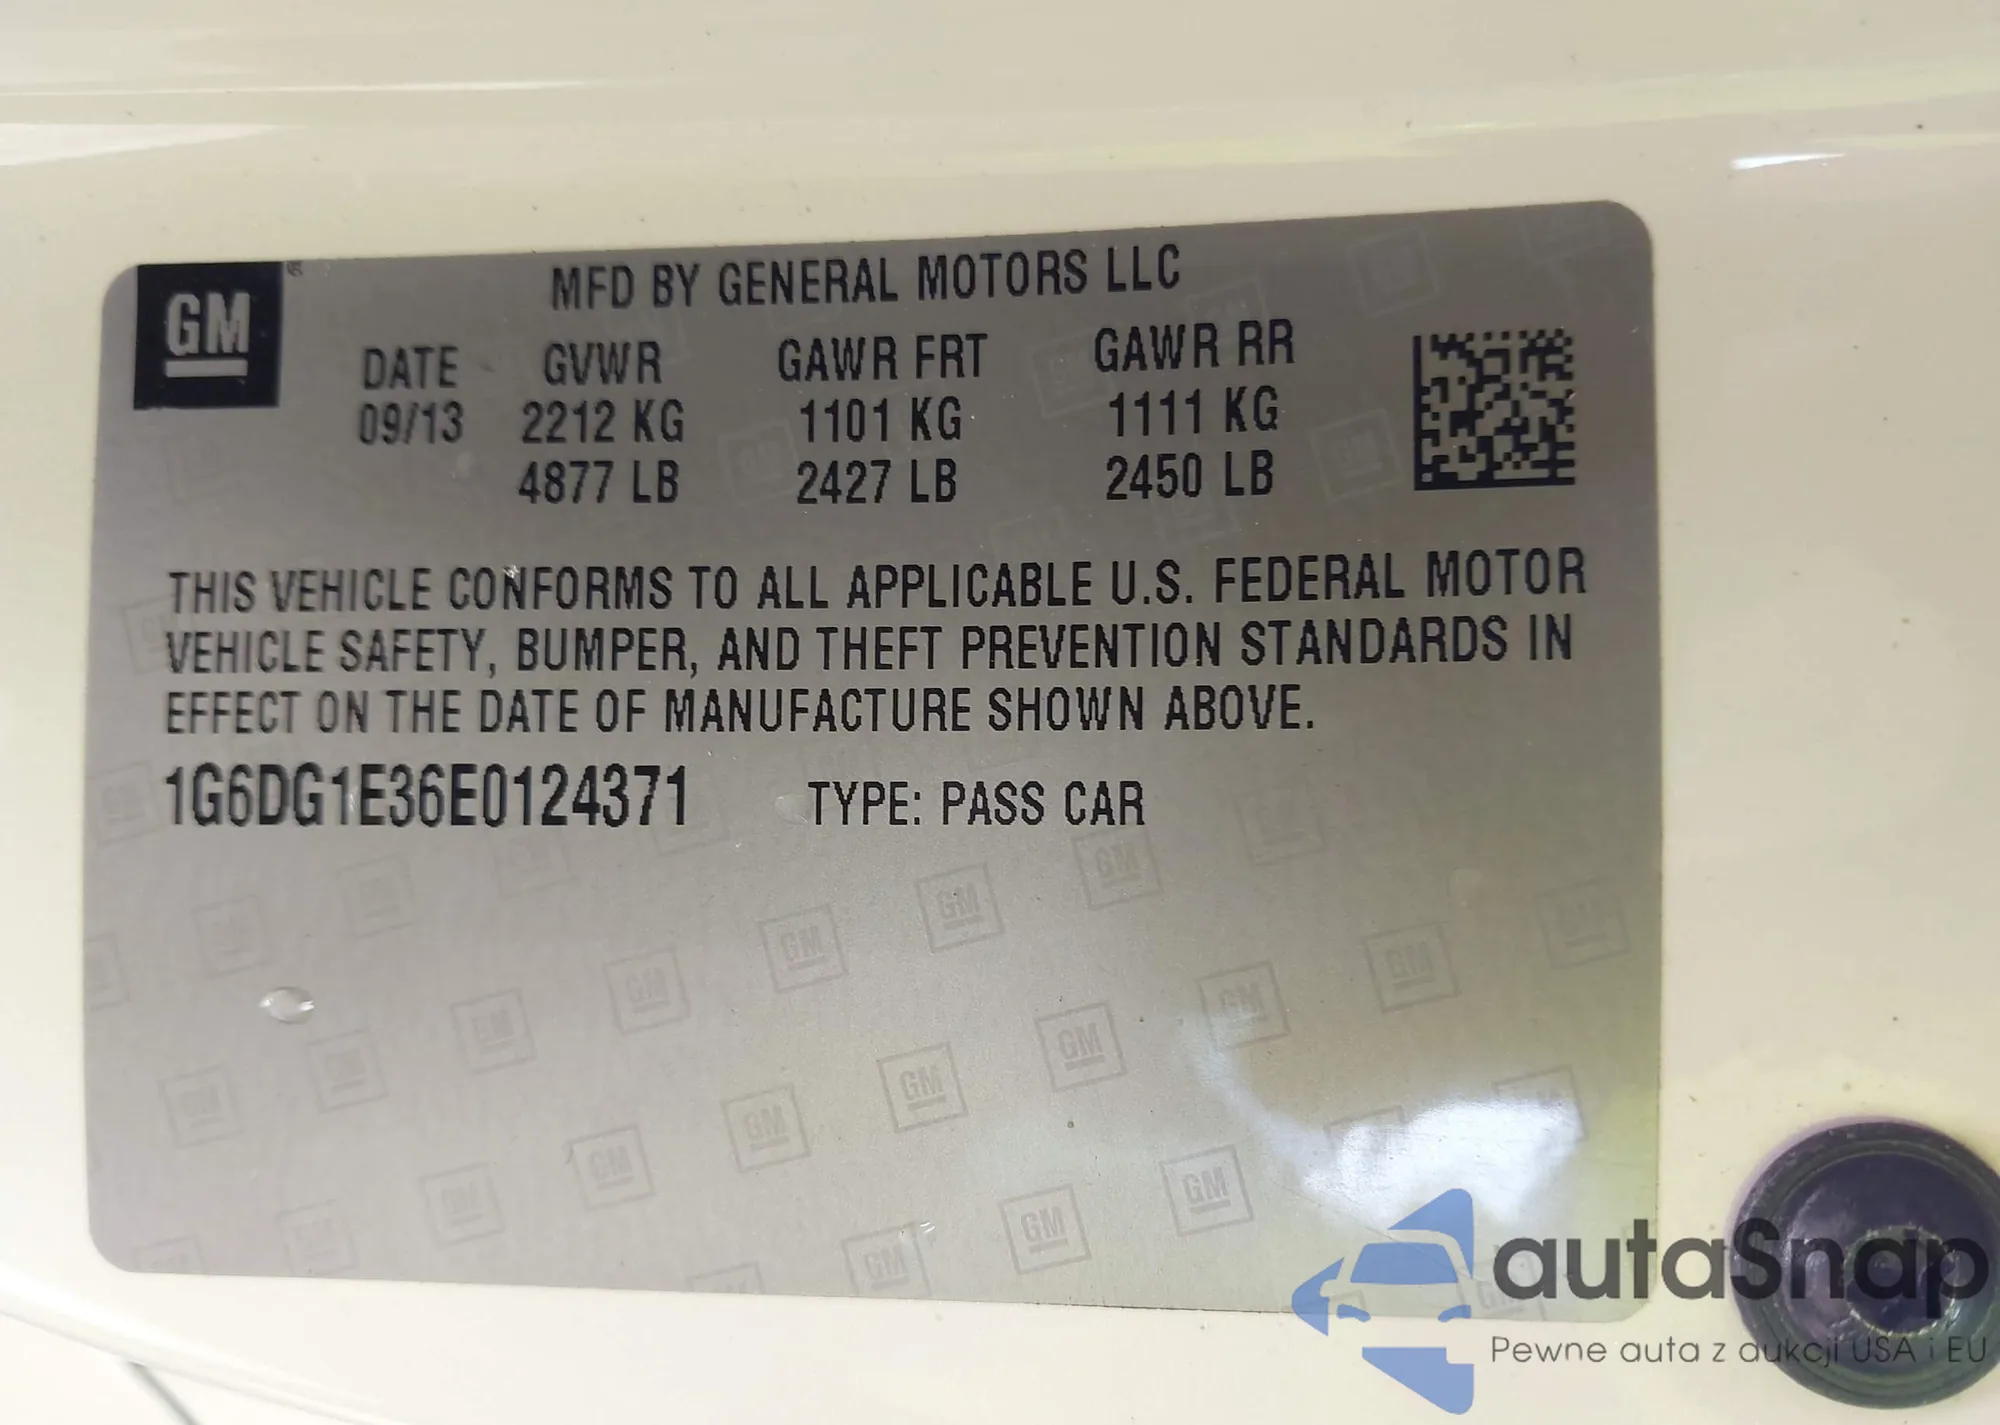 GM
MFD BY GENERAL MOTORS LLC
DATE GVWR GAWR FRT GAWR RR
09/13 2212 KG 1101 KG 1111 KG
4877 LB 2427 LB 2450 LB
THIS VEHICLE CONFORMS TO ALL APPLICABLE U.S. FEDERAL MOTOR
VEHICLE SAFETY, BUMPER, AND THEFT PREVENTION STANDARDS IN
EFFECT ON THE DATE OF MANUFACTURE SHOWN ABOVE.
1G6DG1E36E0124371 TYPE: PASS CAR
autaSnap
Pewne auta z aukcji USA i EU